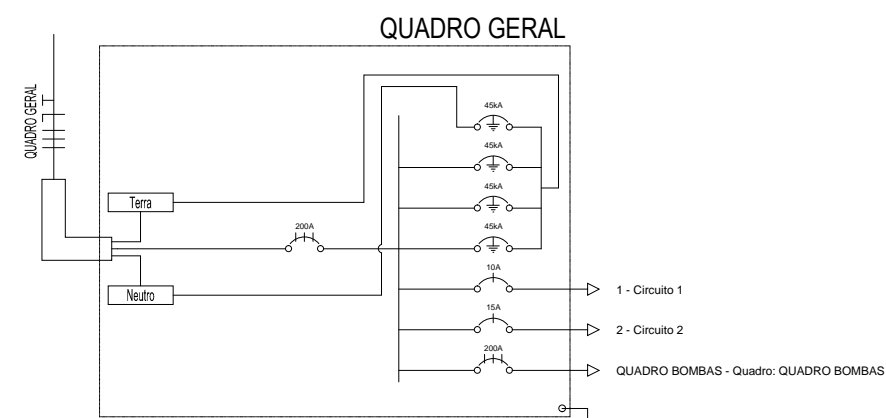 QUADRO GERAL
QUADRO GERAL
45kA
45kA
45kA
Terra
200A
45kA
10A
1 - Circuito 1
Neutro
15A
2 - Circuito 2
200A
QUADRO BOMBAS - Quadro: QUADRO BOMBAS